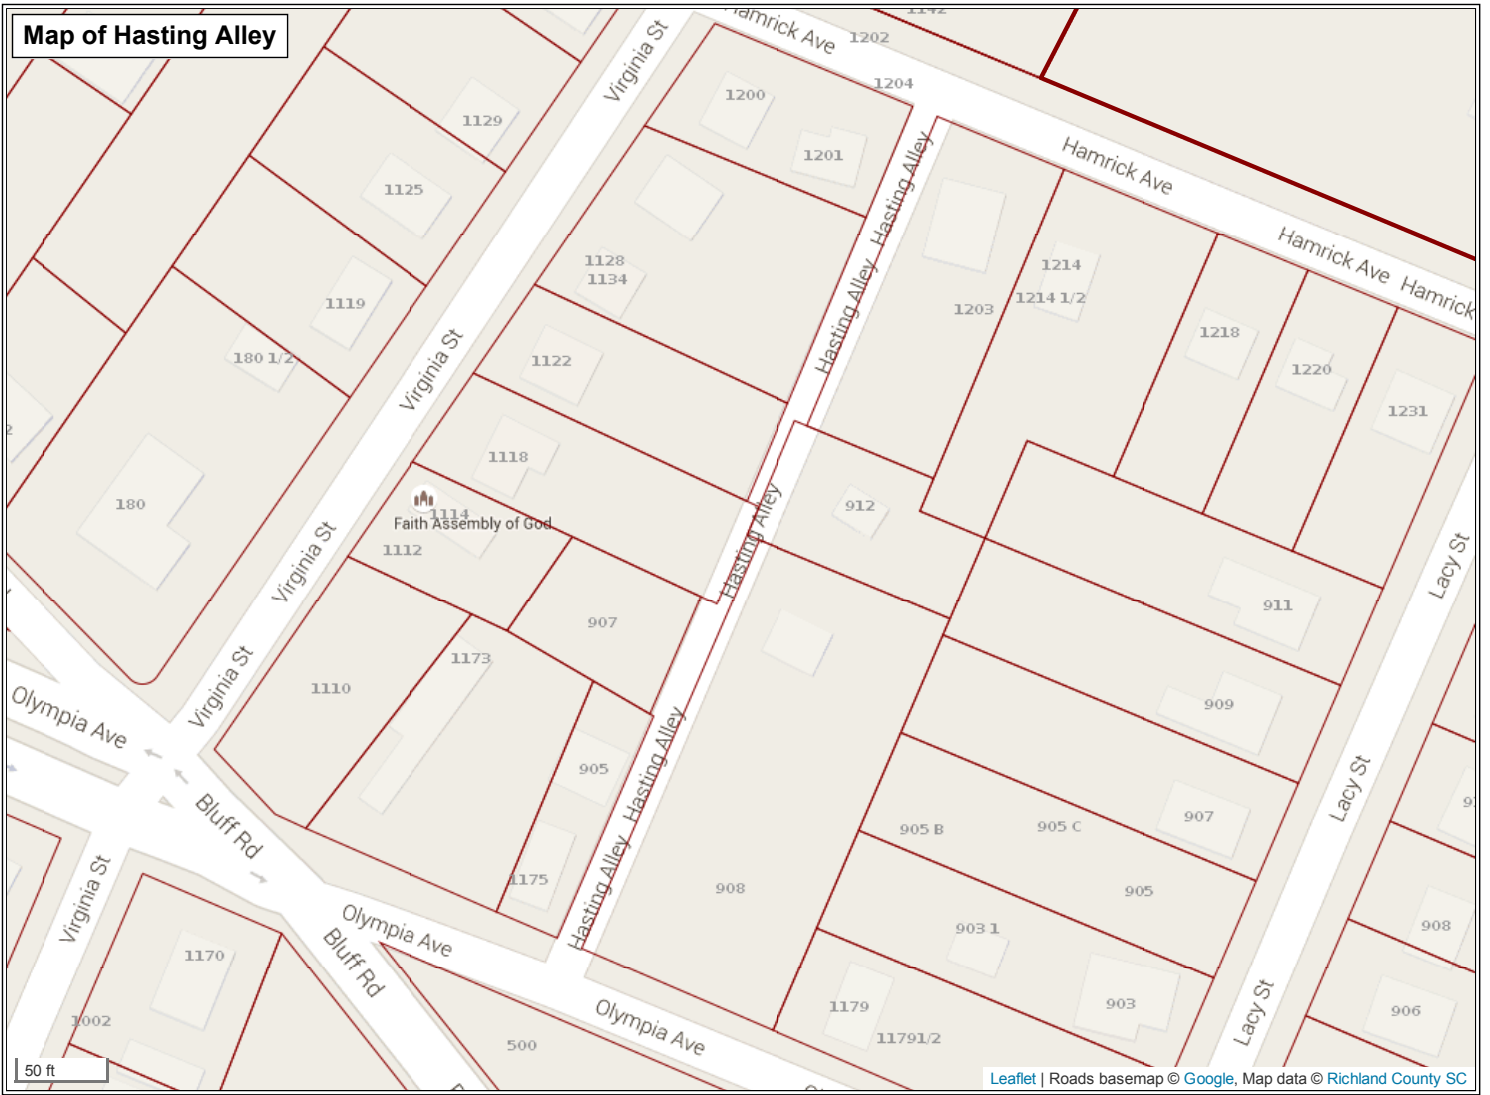 Map of Hasting Alley
1142
Hamrick Ave
1202
1204
Virginia St
1200
1201
1129
1125
Hasting Alley
Hamrick Ave
Hamrick Ave
Hamrick
1128
1134
1214
1214 1/2
1203
1119
180 1/2
Hasting Alley
1218
1220
1231
Virginia St
1122
1118
2
180
1114
Faith Assembly of God
1112
912
Hasting Alley
Virginia St
Lacy St
911
907
1173
1110
Virginia St
Olympia Ave
909
905
Hasting Alley
Lacy St
907
Bluff Rd
905 B
905 C
Hasting Alley
1175
908
905
Virginia St
Olympia Ave
903 1
908
Bluff Rd
1170
1179
903
906
1002
Olympia Ave
11791/2
Lacy St
500
50 ft
Leaflet | Roads basemap © Google, Map data © Richland County SC